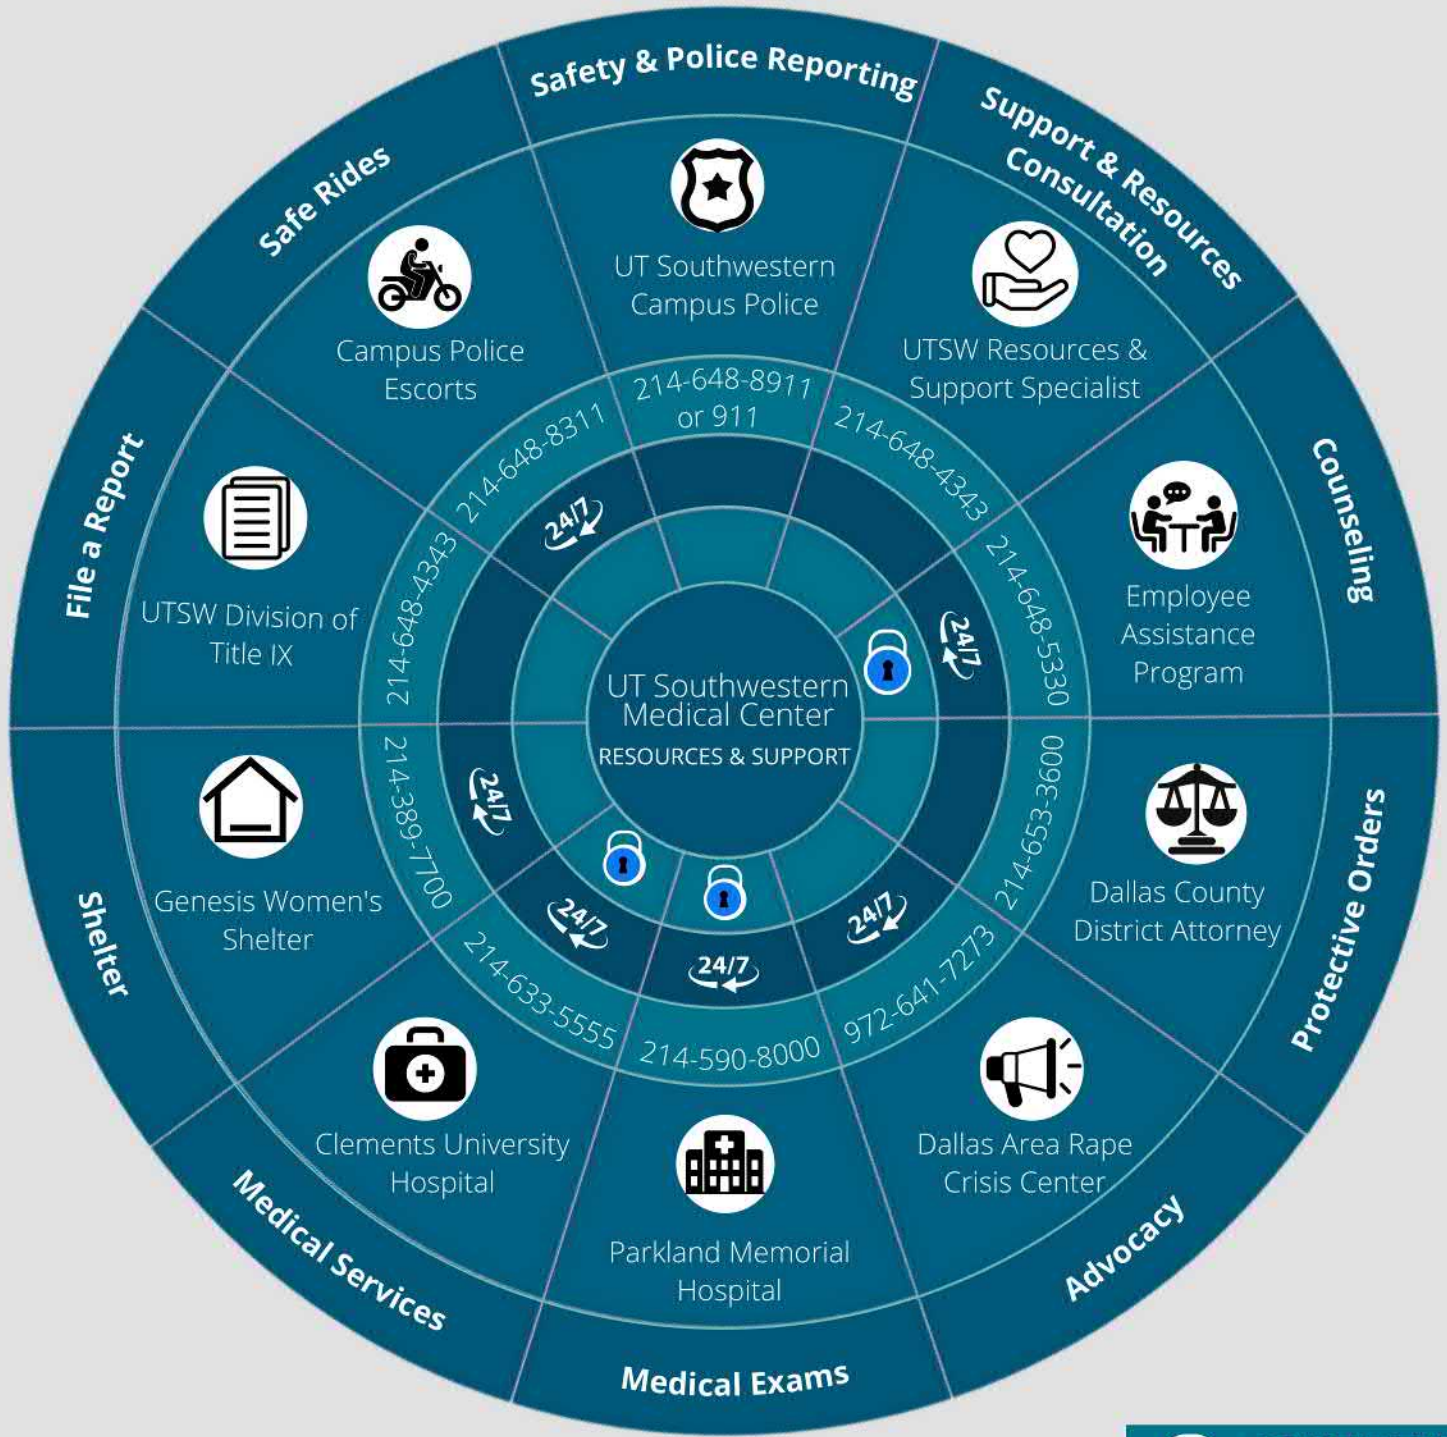 Safety & Police Reporting
UT Southwestern
Campus Police
214-648-8911
or 911
Support & Resources
Consultation
UTSW Resources &
Support Specialist
214-648-4343
Counseling
Employee
Assistance
Program
214-648-5330
24/7
Protective Orders
Dallas County
District Attorney
214-653-3600
Advocacy
Dallas Area Rape
Crisis Center
972-641-7273
24/7
Medical Exams
Parkland Memorial
Hospital
214-590-8000
24/7
Medical Services
Clements University
Hospital
214-633-5555
24/7
Shelter
Genesis Women's
Shelter
214-389-7700
24/7
File a Report
UTSW Division of
Title IX
214-648-4343
Safe Rides
Campus Police
Escorts
214-648-8311
24/7
UT Southwestern
Medical Center
RESOURCES & SUPPORT